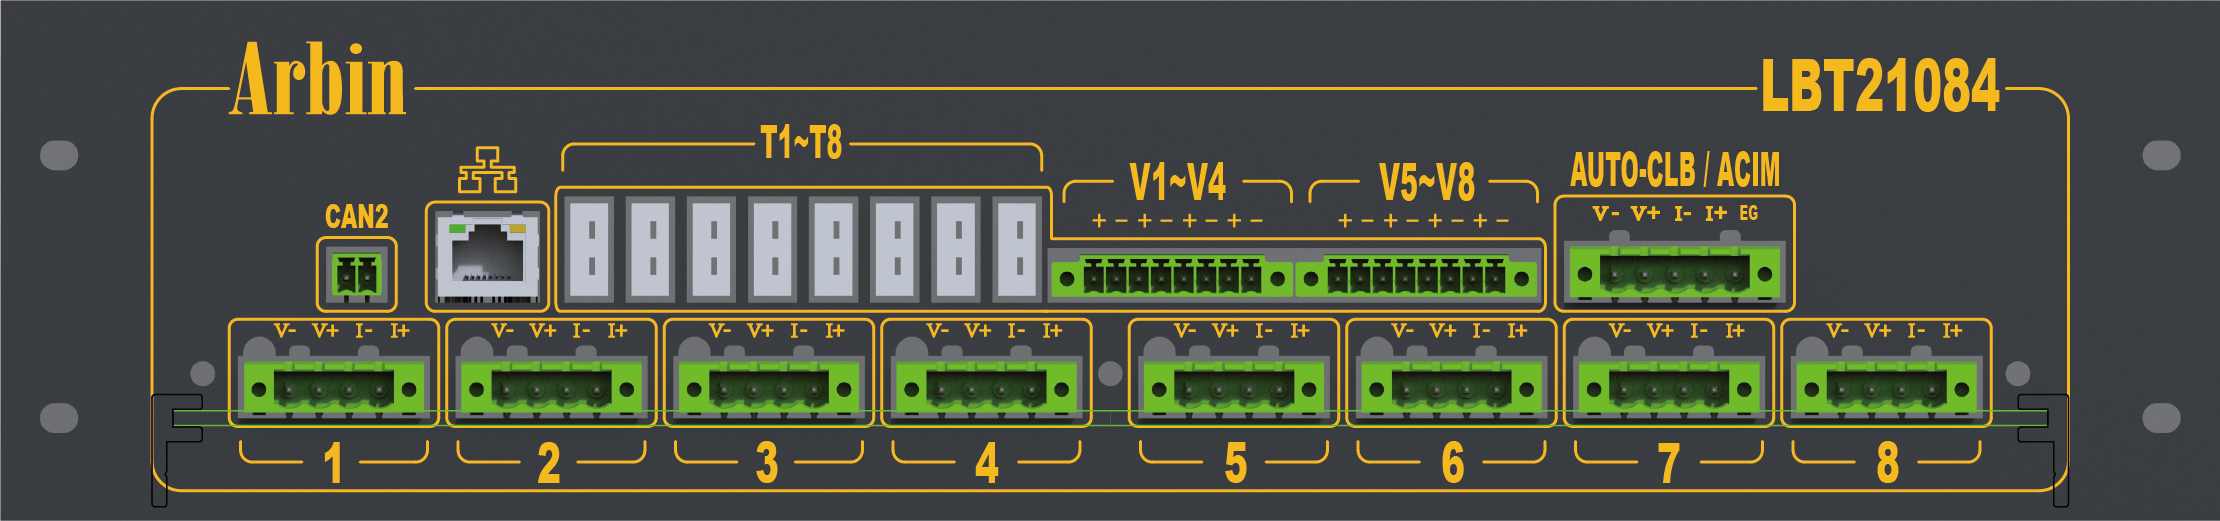 Arbin
LBT21084
T1~T8
AUTO-CLB / ACIM
V1~V4
V5~V8
CAN2
+ - + - + - + -
+ - + - + - + -
V- V+ I- I+ EG
V- V+ I- I+
V- V+ I- I+
V- V+ I- I+
V- V+ I- I+
V- V+ I- I+
V- V+ I- I+
V- V+ I- I+
V- V+ I- I+
1
2
3
4
5
6
7
8